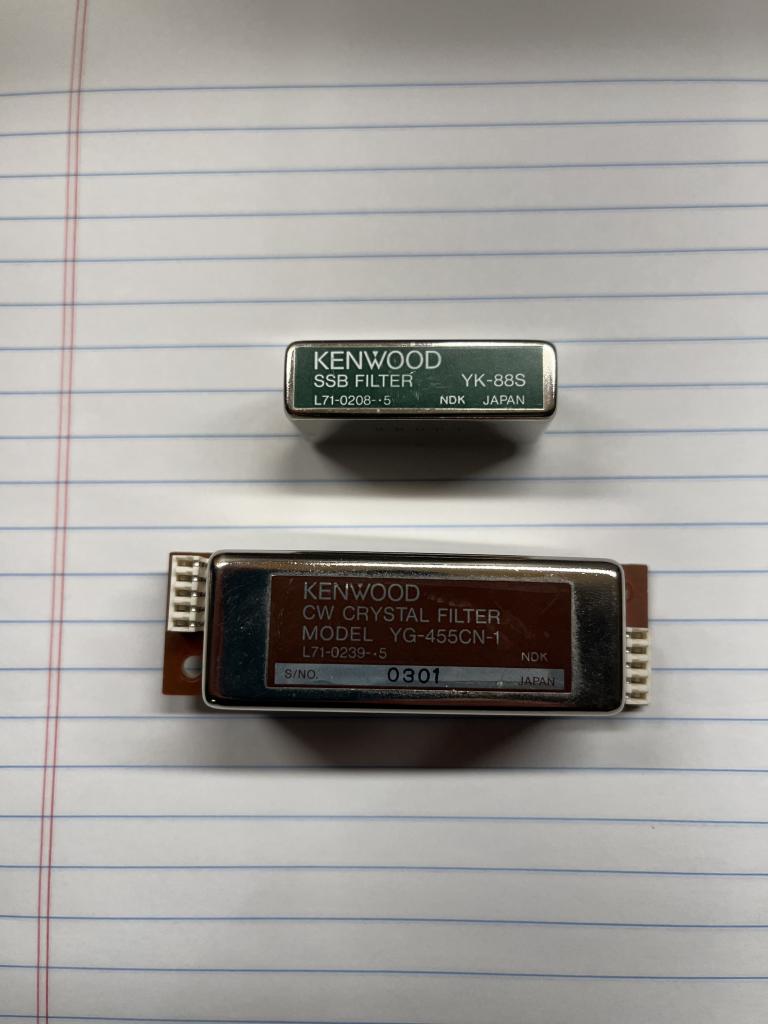 KENWOOD
SSB FILTER YK-88S
L71-0208-·5 NDK JAPAN
KENWOOD
CW CRYSTAL FILTER
MODEL YG-455CN-1
L71-0239-·5 NDK
S/NO. 0301 JAPAN